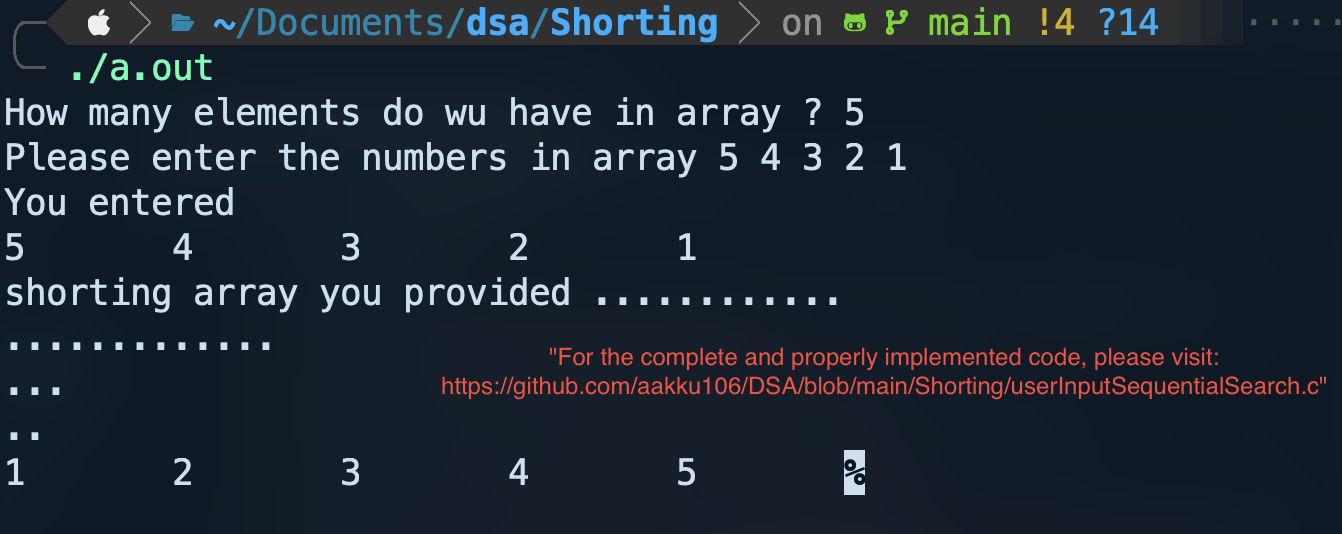 ~/Documents/dsa/Shorting on main !4 ?14
./a.out
How many elements do wu have in array ? 5
Please enter the numbers in array 5 4 3 2 1
You entered
5 4 3 2 1
shorting array you provided ............
.............
...
..
"For the complete and properly implemented code, please visit:
https://github.com/aakku106/DSA/blob/main/Shorting/userInputSequentialSearch.c"
1 2 3 4 5 %